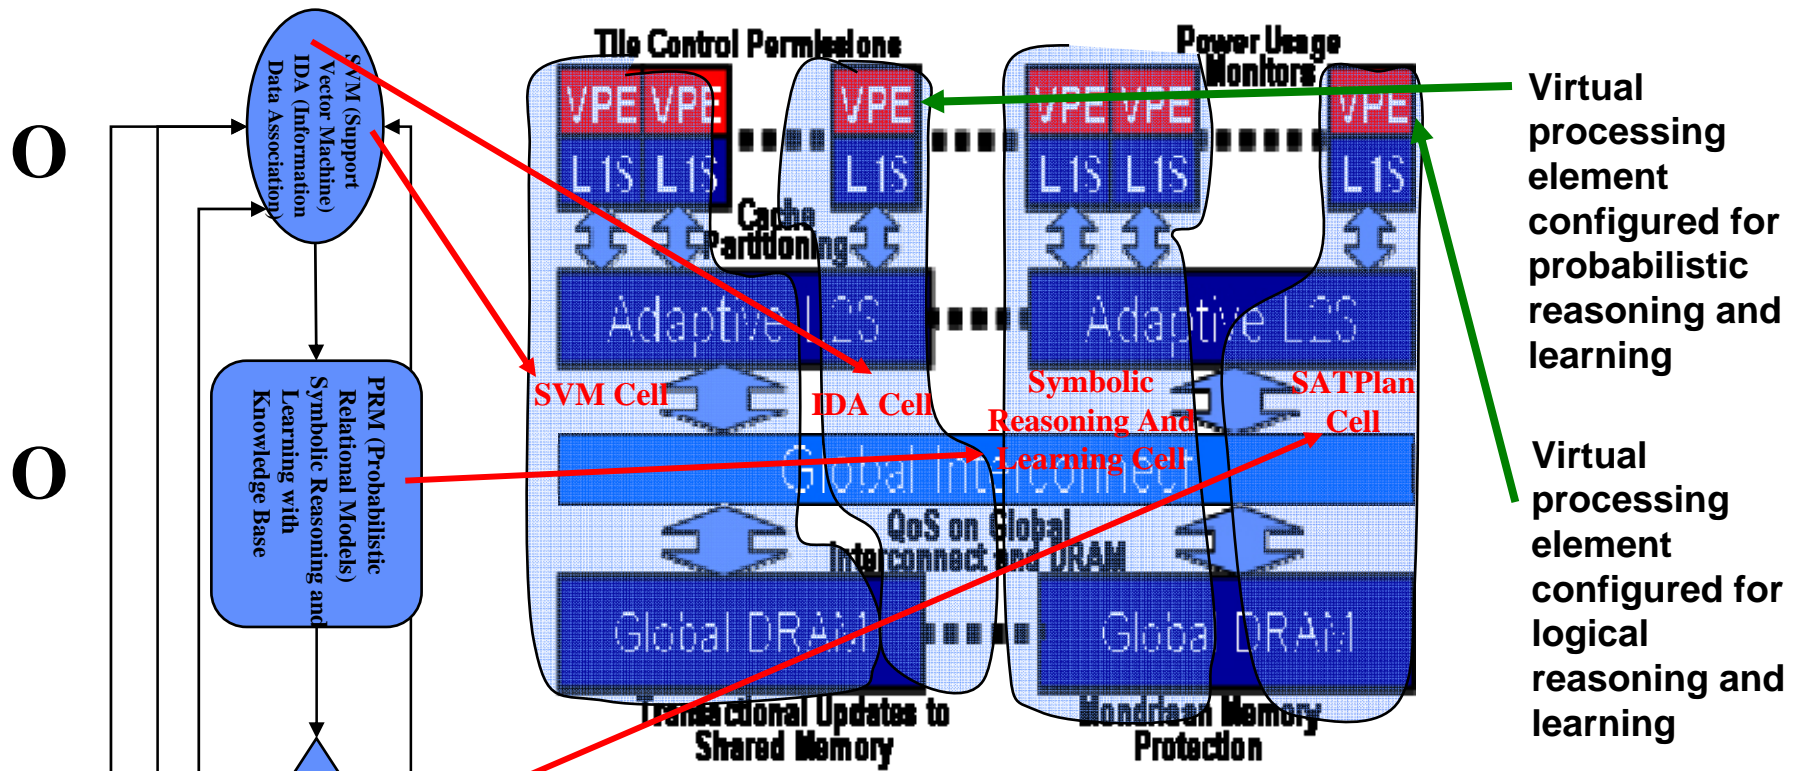 Tile Control Permissions
Power Usage
Monitors
O
SVM (Support
Vector Machine)
IDA (Information
Data Association)
VPE VPE
VPE
VPE VPE
VPE
L1S L1S
L1S
L1S L1S
L1S
Cache
Partitioning
Adaptive L2S
Adaptive L2S
SVM Cell
IDA Cell
Symbolic
Reasoning And
Learning Cell
SATPlan
Cell
O
PRM (Probabilistic
Relational Models)
Symbolic Reasoning and
Learning with
Knowledge Base
Global Interconnect
QoS on Global
Interconnect and DRAM
Global DRAM
Global DRAM
Transactional Updates to
Shared Memory
Mondriaan Memory
Protection
Virtual
processing
element
configured for
probabilistic
reasoning and
learning
Virtual
processing
element
configured for
logical
reasoning and
learning